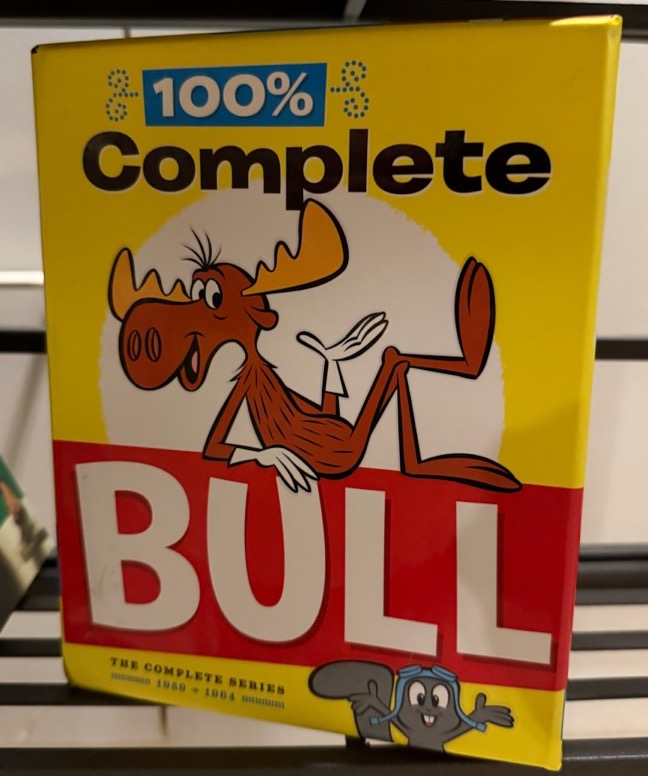 100%
Complete
BULL
THE COMPLETE SERIES
1959 + 1964